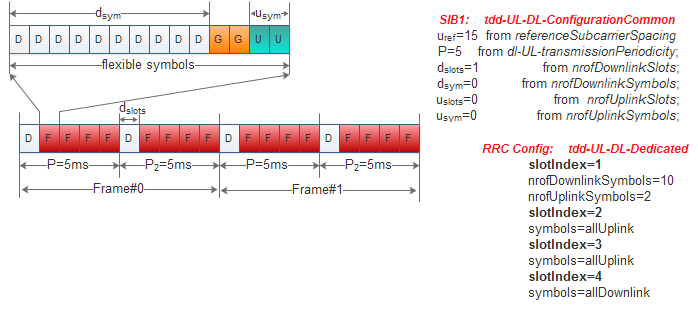 d sym
u sym
D D D D D D D D D D G G U U
flexible symbols
d slots
D F F F F D F F F F D F F F F D F F F F
P=5ms P2=5ms P=5ms P2=5ms
Frame#0 Frame#1
SIB1: tdd-UL-DL-ConfigurationCommon
uref=15 from referenceSubcarrierSpacing
P=5 from dl-UL-transmissionPeriodicity;
dslots=1 from nrofDownlinkSlots;
dsym=0 from nrofDownlinkSymbols;
uslots=0 from nrofUplinkSlots;
usym=0 from nrofUplinkSymbols;
RRC Config: tdd-UL-DL-Dedicated
slotIndex=1
nrofDownlinkSymbols=10
nrofUplinkSymbols=2
slotIndex=2
symbols=allUplink
slotIndex=3
symbols=allUplink
slotIndex=4
symbols=allDownlink